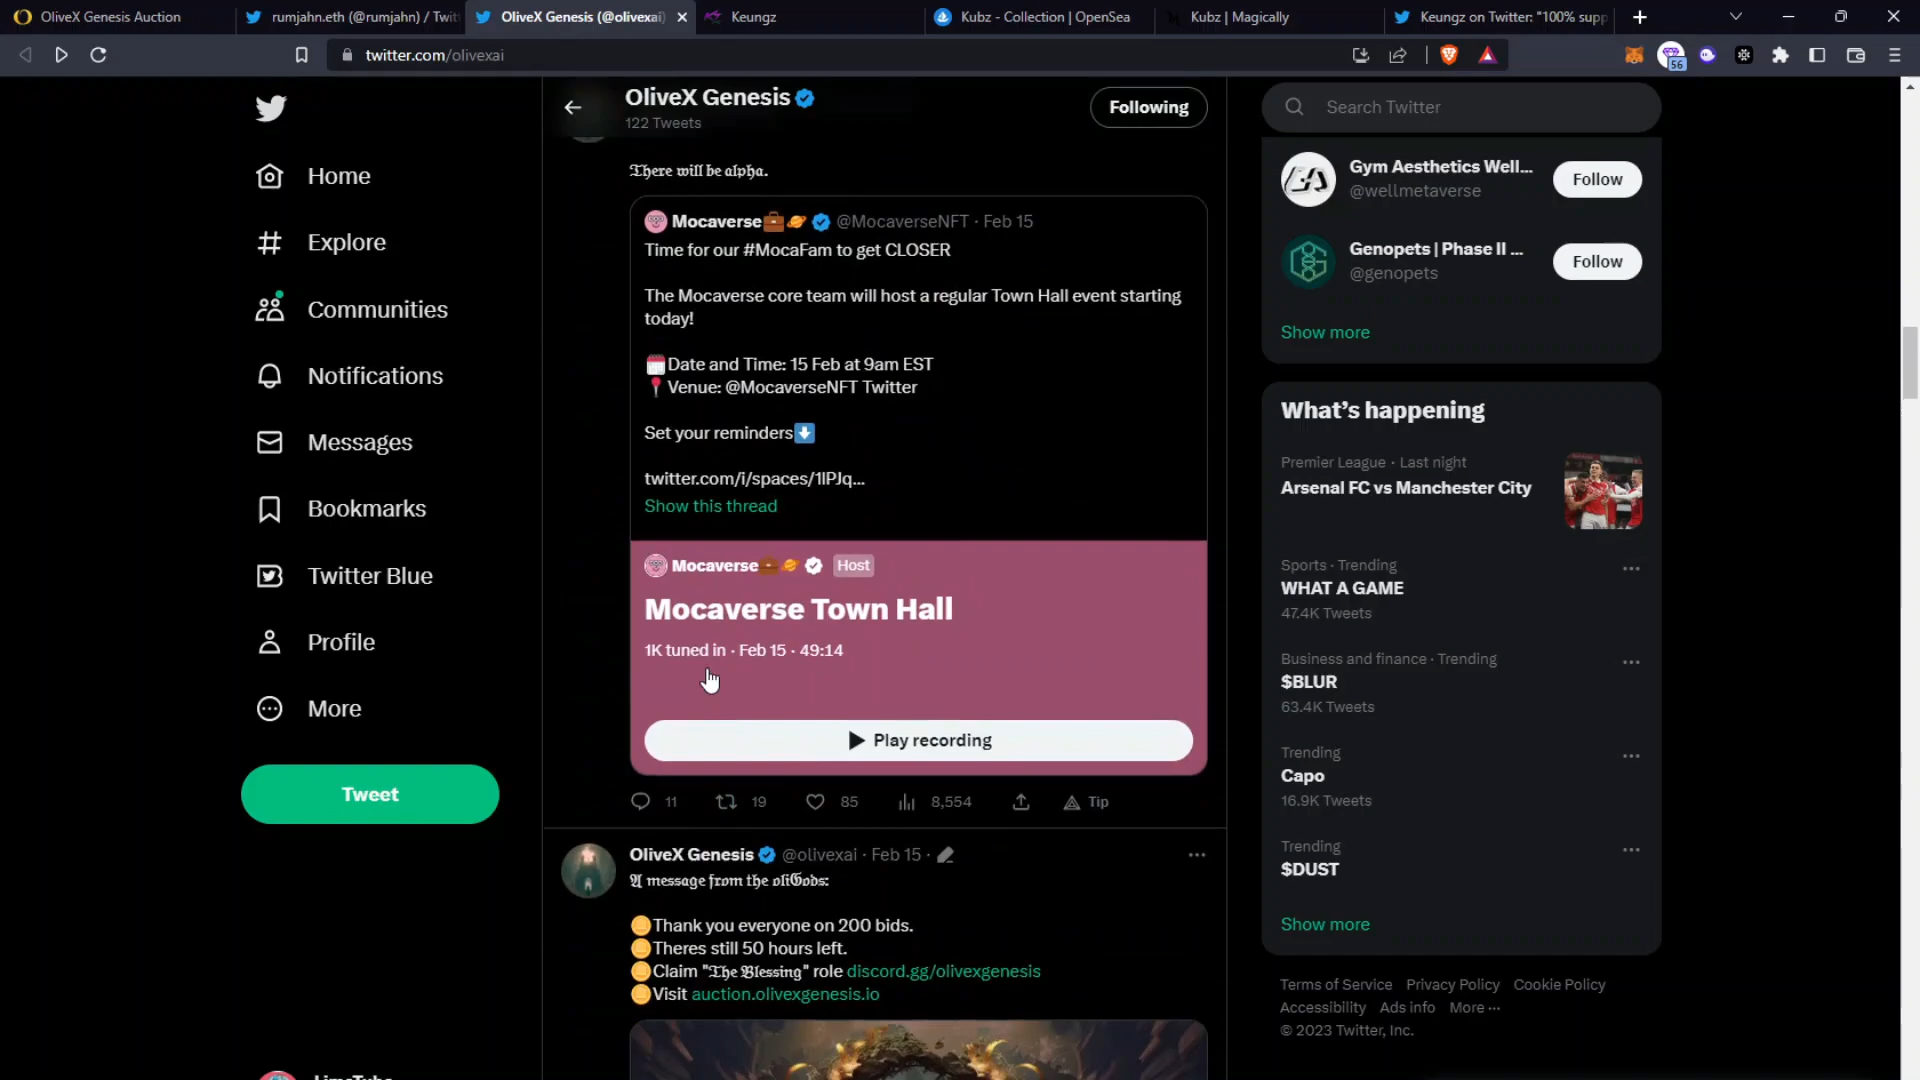 OliveX Genesis Auction
rumjahn.eth (@rumjahn) / Twit
OliveX Genesis (@olivexai)
Keungz
Kubz - Collection | OpenSea
Kubz | Magically
Keungz on Twitter: "100% supp
twitter.com/olivexai
56
Home
Explore
Communities
Notifications
Messages
Bookmarks
Twitter Blue
Profile
More
Tweet
OliveX Genesis
122 Tweets
Following
There will be alpha.
Mocaverse @MocaverseNFT · Feb 15
Time for our #MocaFam to get CLOSER
The Mocaverse core team will host a regular Town Hall event starting
today!
Date and Time: 15 Feb at 9am EST
Venue: @MocaverseNFT Twitter
Set your reminders
twitter.com/i/spaces/1lPJq...
Show this thread
Mocaverse Host
Mocaverse Town Hall
1K tuned in · Feb 15 · 49:14
Play recording
11 19 85 8,554 Tip
OliveX Genesis @olivexai · Feb 15 ·
A message from the oliGods:
Thank you everyone on 200 bids.
Theres still 50 hours left.
Claim "The Blessing" role discord.gg/olivexgenesis
Visit auction.olivexgenesis.io
Search Twitter
Gym Aesthetics Well...
@wellmetaverse
Follow
Genopets | Phase II ...
@genopets
Follow
Show more
What's happening
Premier League · Last night
Arsenal FC vs Manchester City
Sports · Trending
WHAT A GAME
47.4K Tweets
Business and finance · Trending
$BLUR
63.4K Tweets
Trending
Capo
16.9K Tweets
Trending
$DUST
Show more
Terms of Service Privacy Policy Cookie Policy
Accessibility Ads info More ...
© 2023 Twitter, Inc.